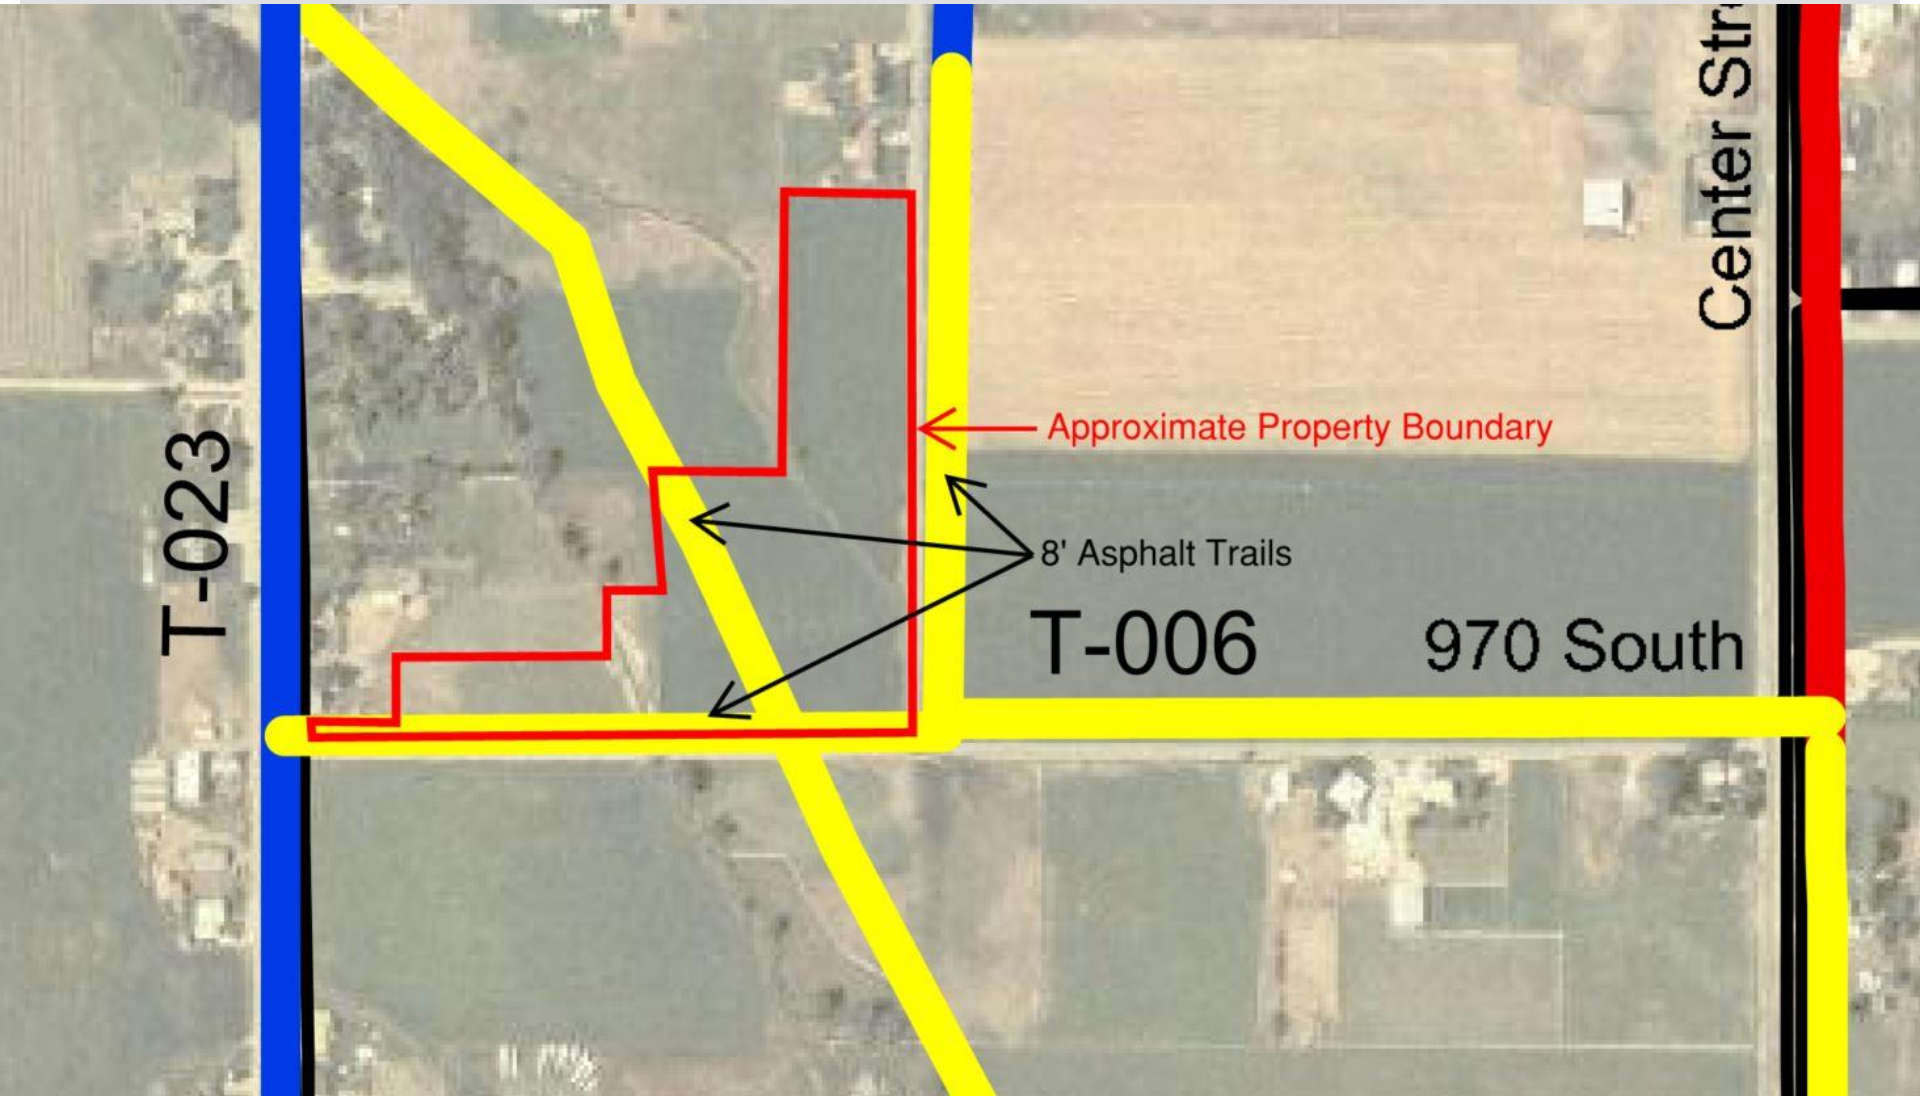 Center Str
T-023
Approximate Property Boundary
8' Asphalt Trails
T-006
970 South